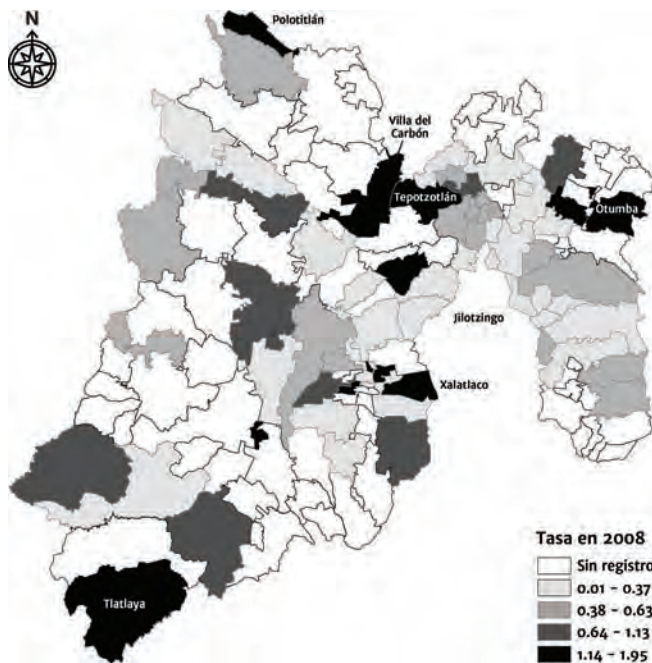 N
Polotitlán
Villa del
Carbón
Tepotzotlán
Otumba
Jilotzingo
Xalatlaco
Tlatlaya
Tasa en 2008
Sin registro
0.01 - 0.37
0.38 - 0.63
0.64 - 1.13
1.14 - 1.95